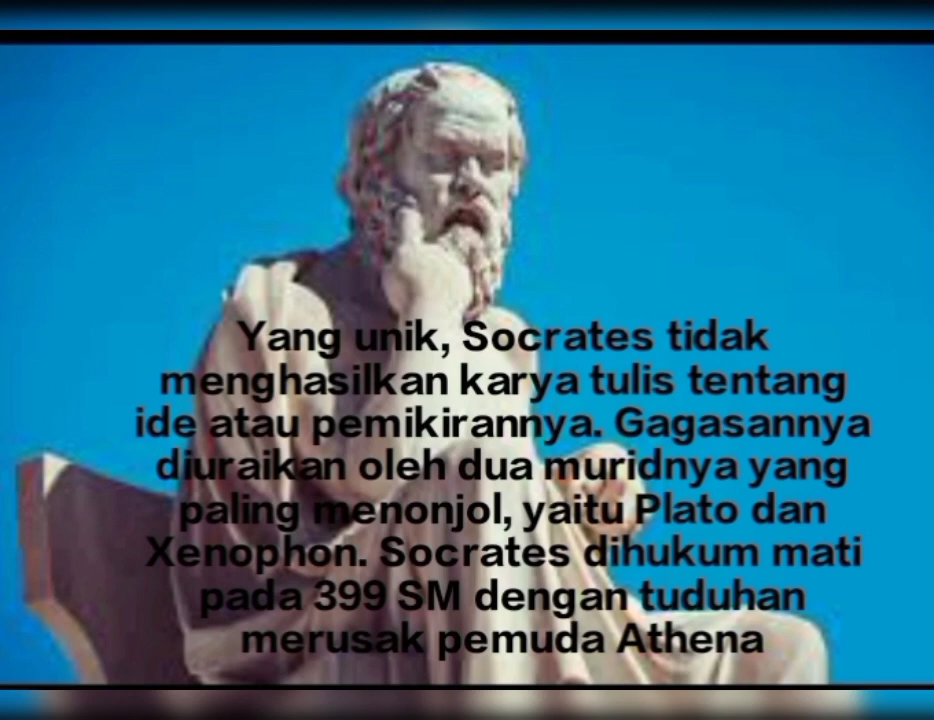 Yang unik, Socrates tidak
menghasilkan karya tulis tentang
ide atau pemikirannya. Gagasannya
diuraikan oleh dua muridnya yang
paling menonjol, yaitu Plato dan
Xenophon. Socrates dihukum mati
pada 399 SM dengan tuduhan
merusak pemuda Athena